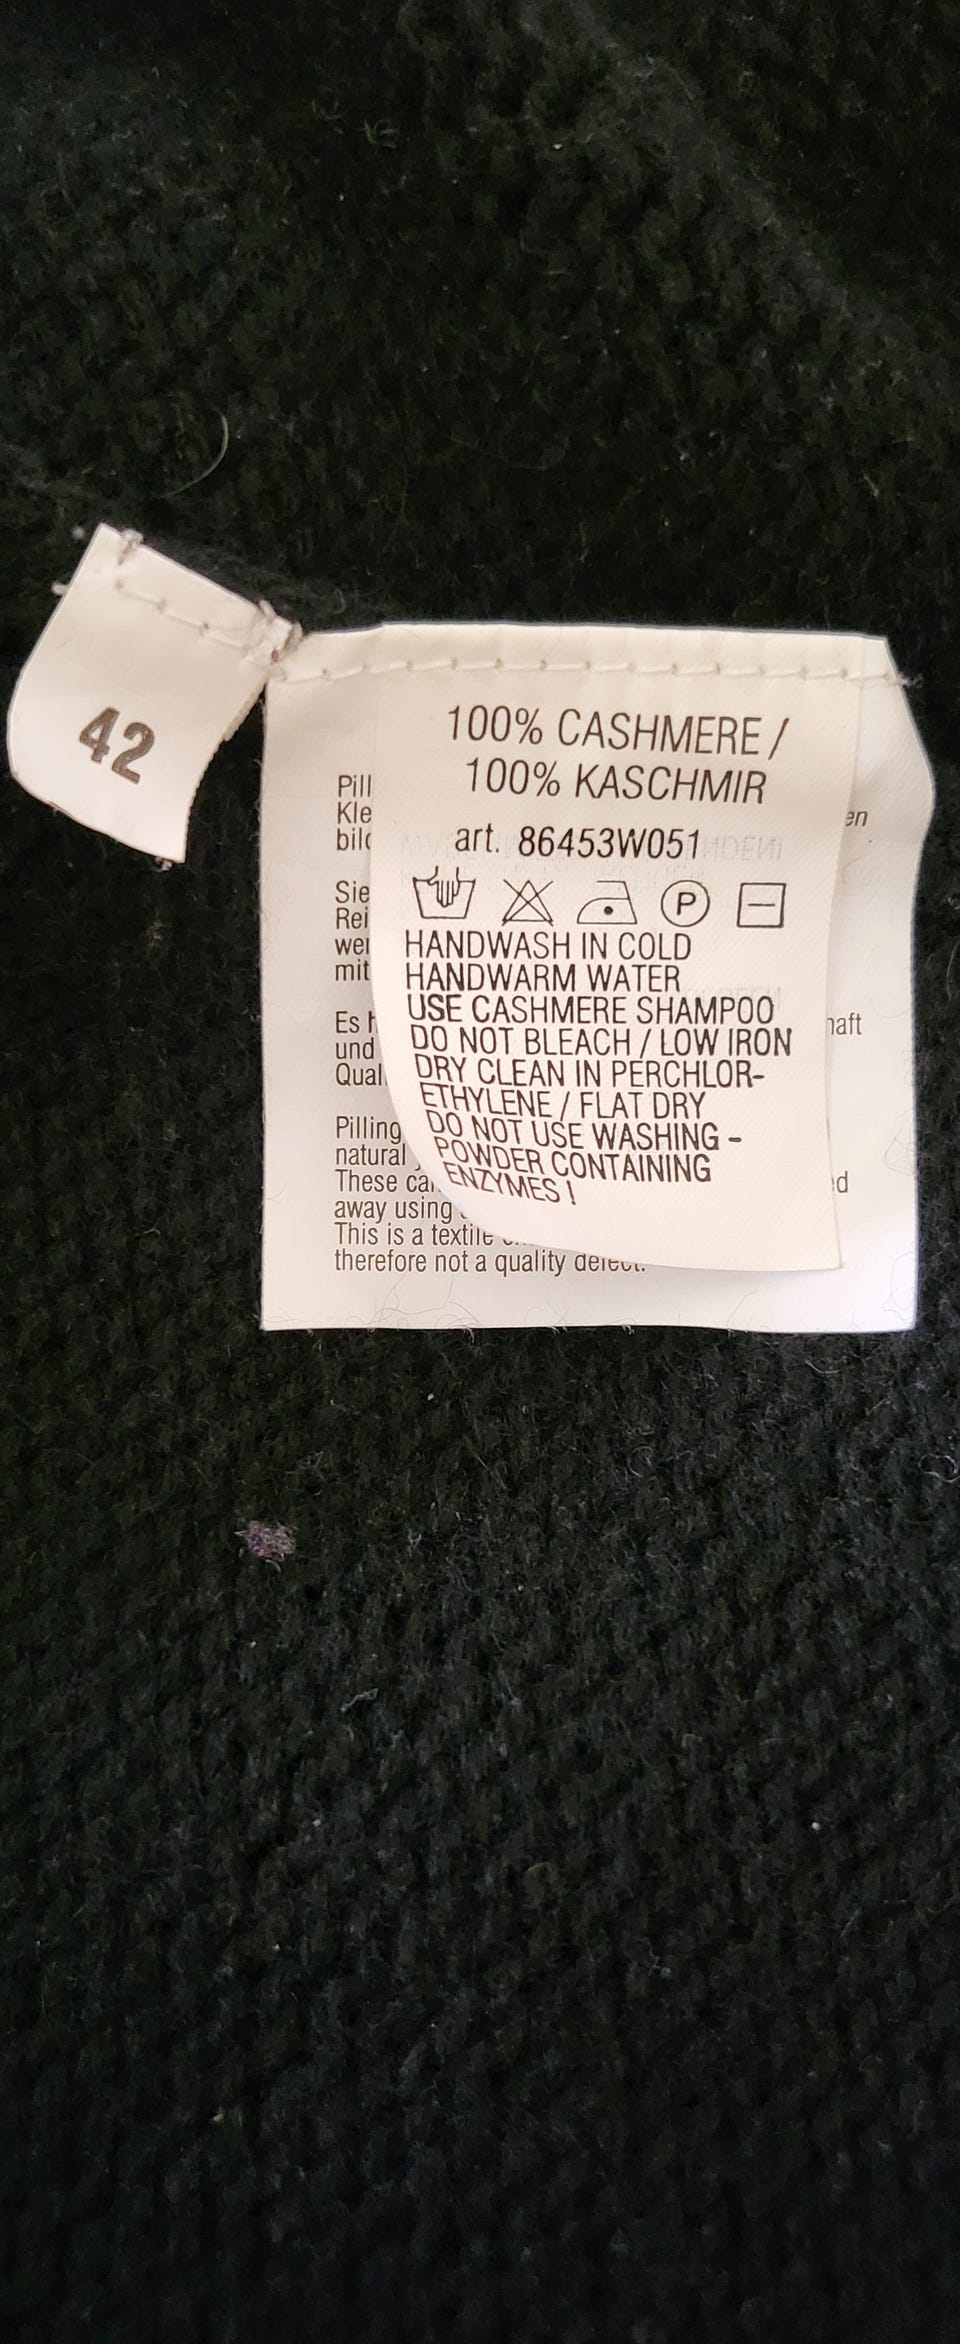 42
100% CASHMERE /
100% KASCHMIR
art. 86453W051
P
HANDWASH IN COLD
HANDWARM WATER
USE CASHMERE SHAMPOO
DO NOT BLEACH / LOW IRON
DRY CLEAN IN PERCHLOR-
ETHYLENE / FLAT DRY
DO NOT USE WASHING -
POWDER CONTAINING
ENZYMES !
Sie
und
Pilling
natural
These
away using
This is a textile
therefore not a quality defect.